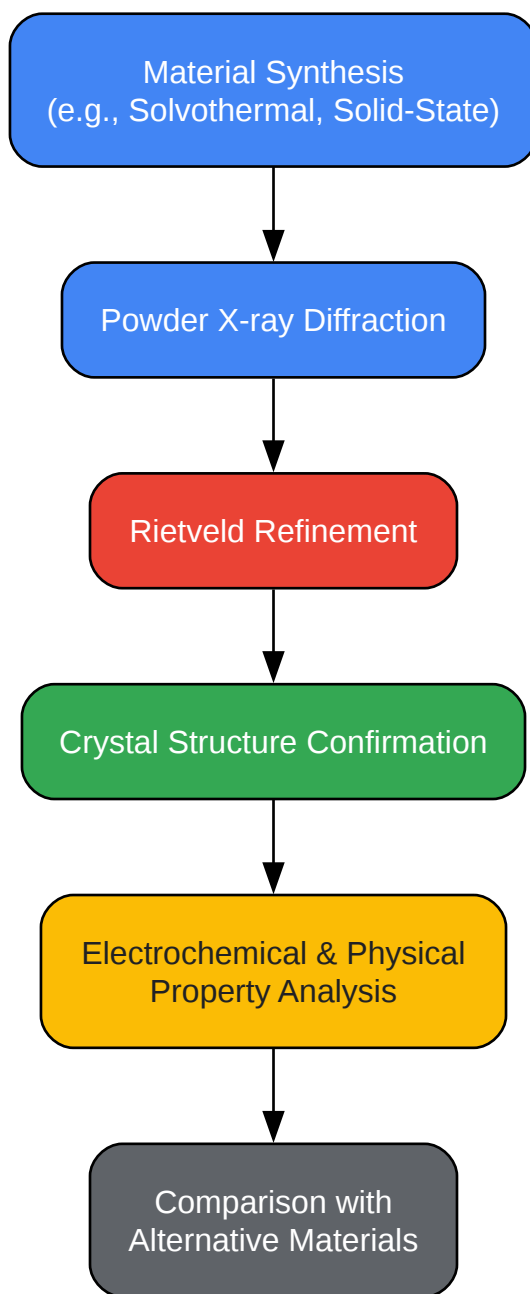 Material Synthesis
(e.g., Solvothermal, Solid-State)
Powder X-ray Diffraction
Rietveld Refinement
Crystal Structure Confirmation
Electrochemical & Physical
Property Analysis
Comparison with
Alternative Materials